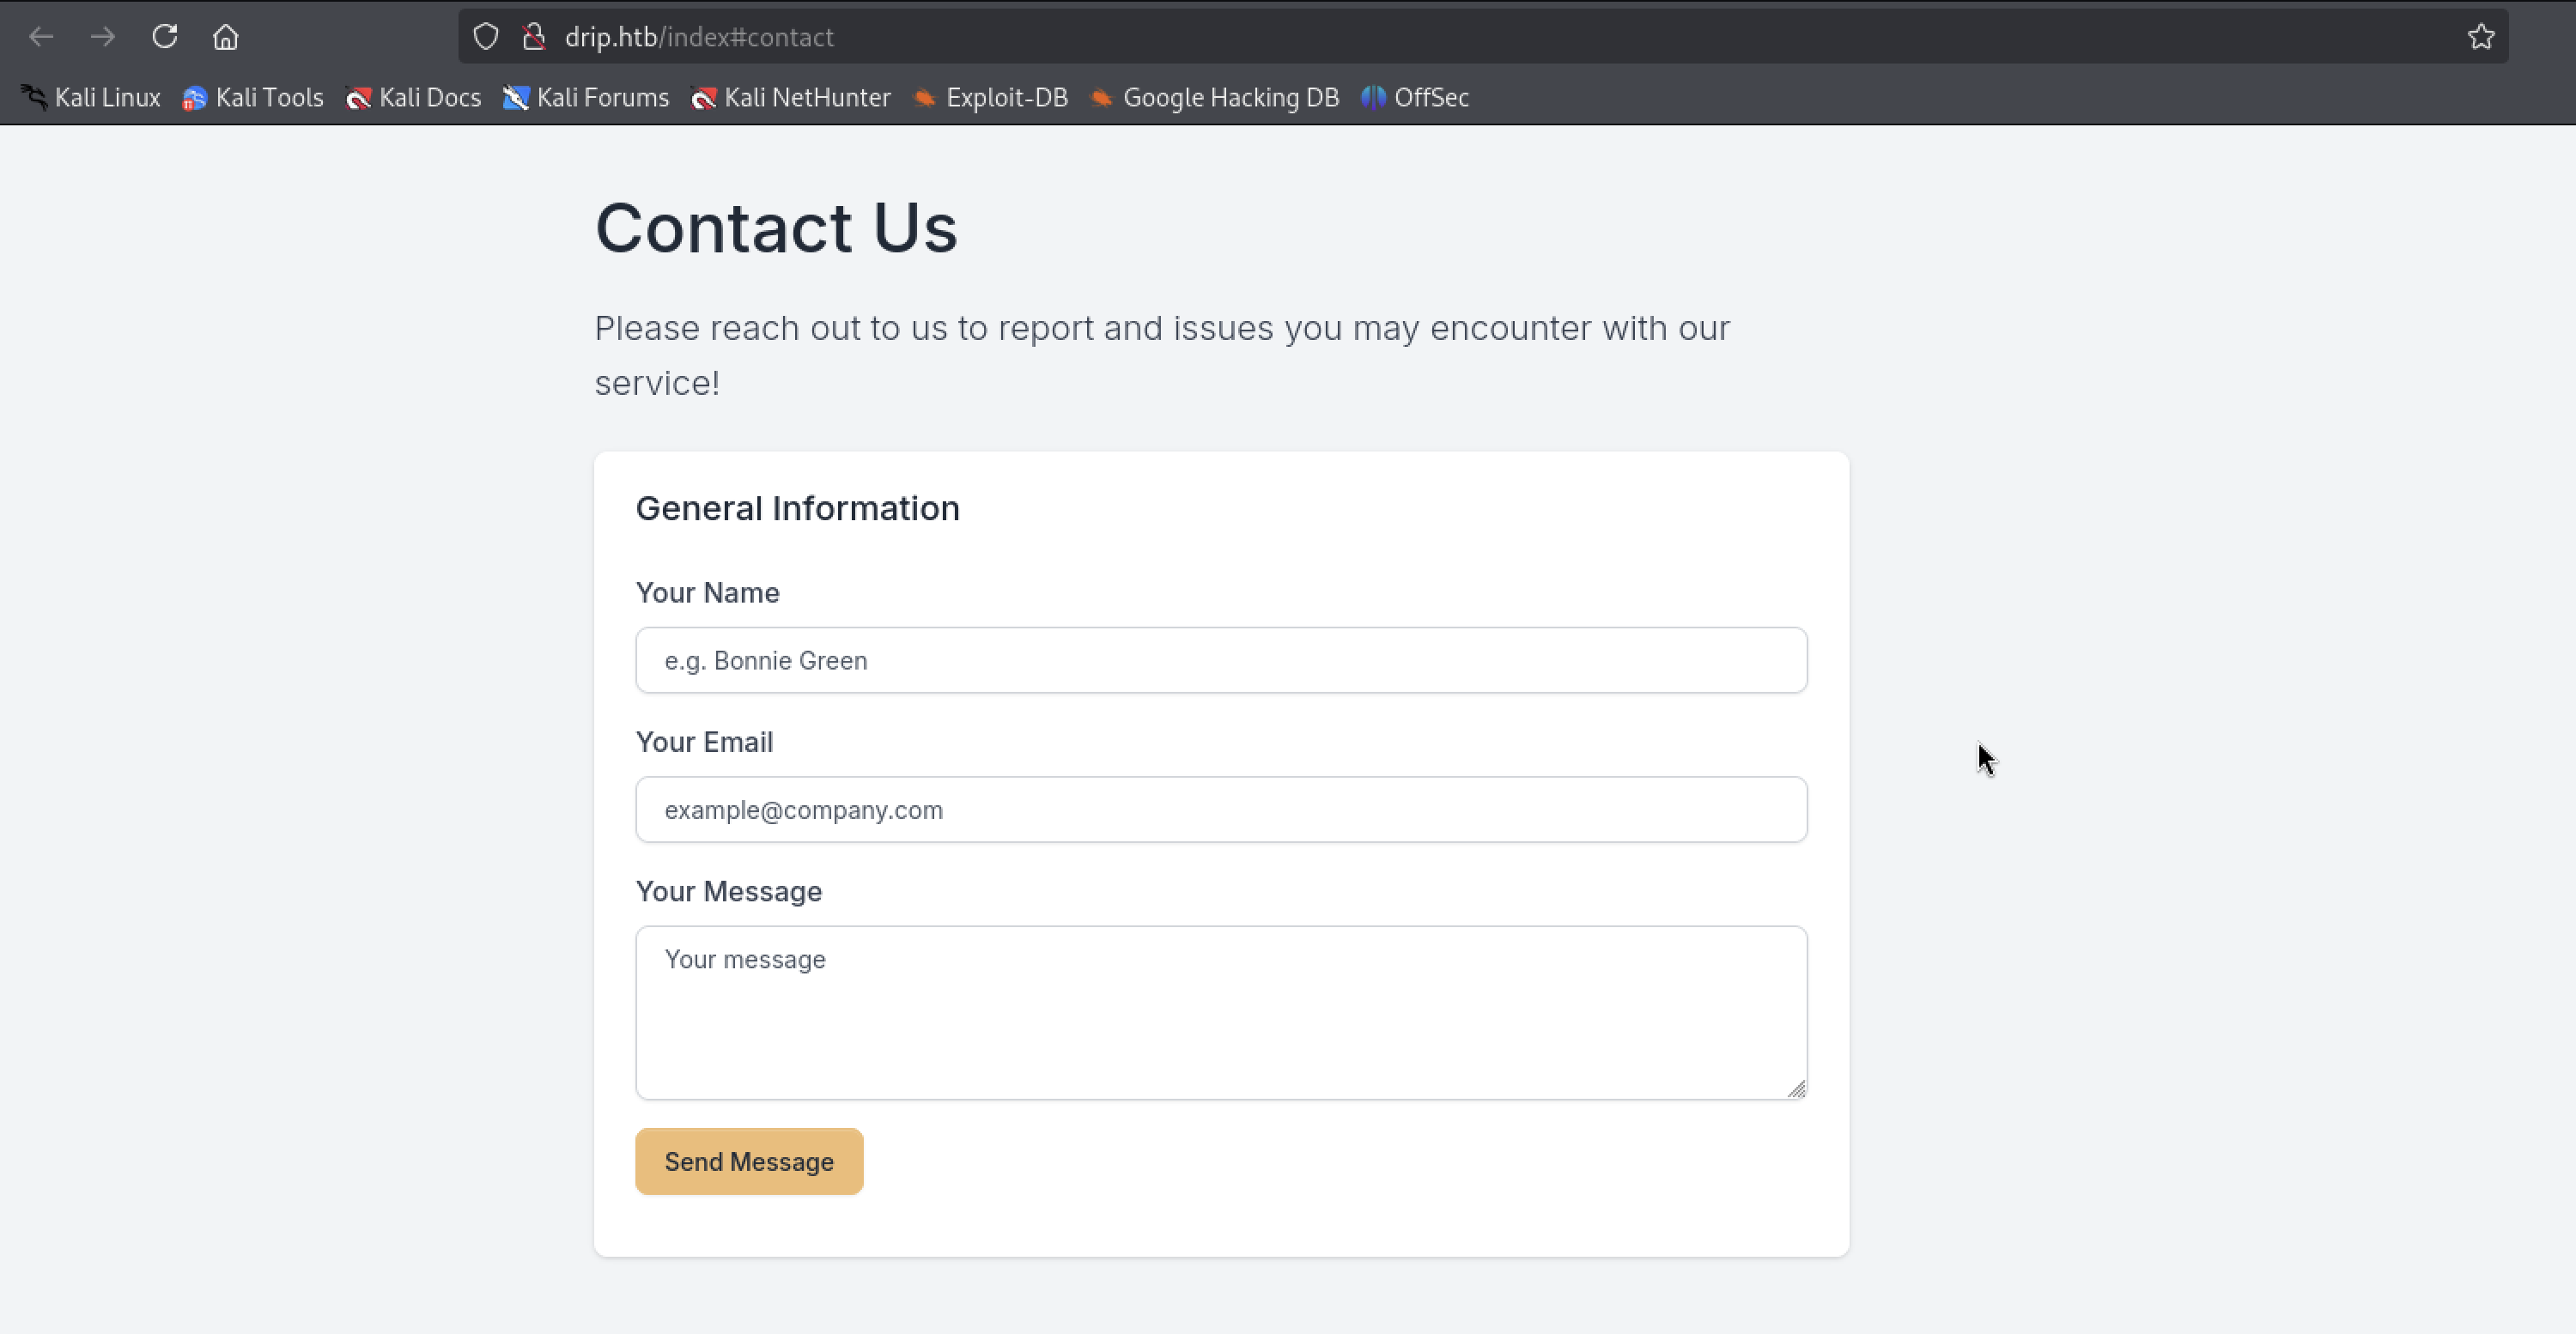 drip.htb/index#contact
Kali Linux Kali Tools Kali Docs Kali Forums Kali NetHunter Exploit-DB Google Hacking DB OffSec
Contact Us
Please reach out to us to report and issues you may encounter with our
service!
General Information
Your Name
e.g. Bonnie Green
Your Email
example@company.com
Your Message
Your message
Send Message